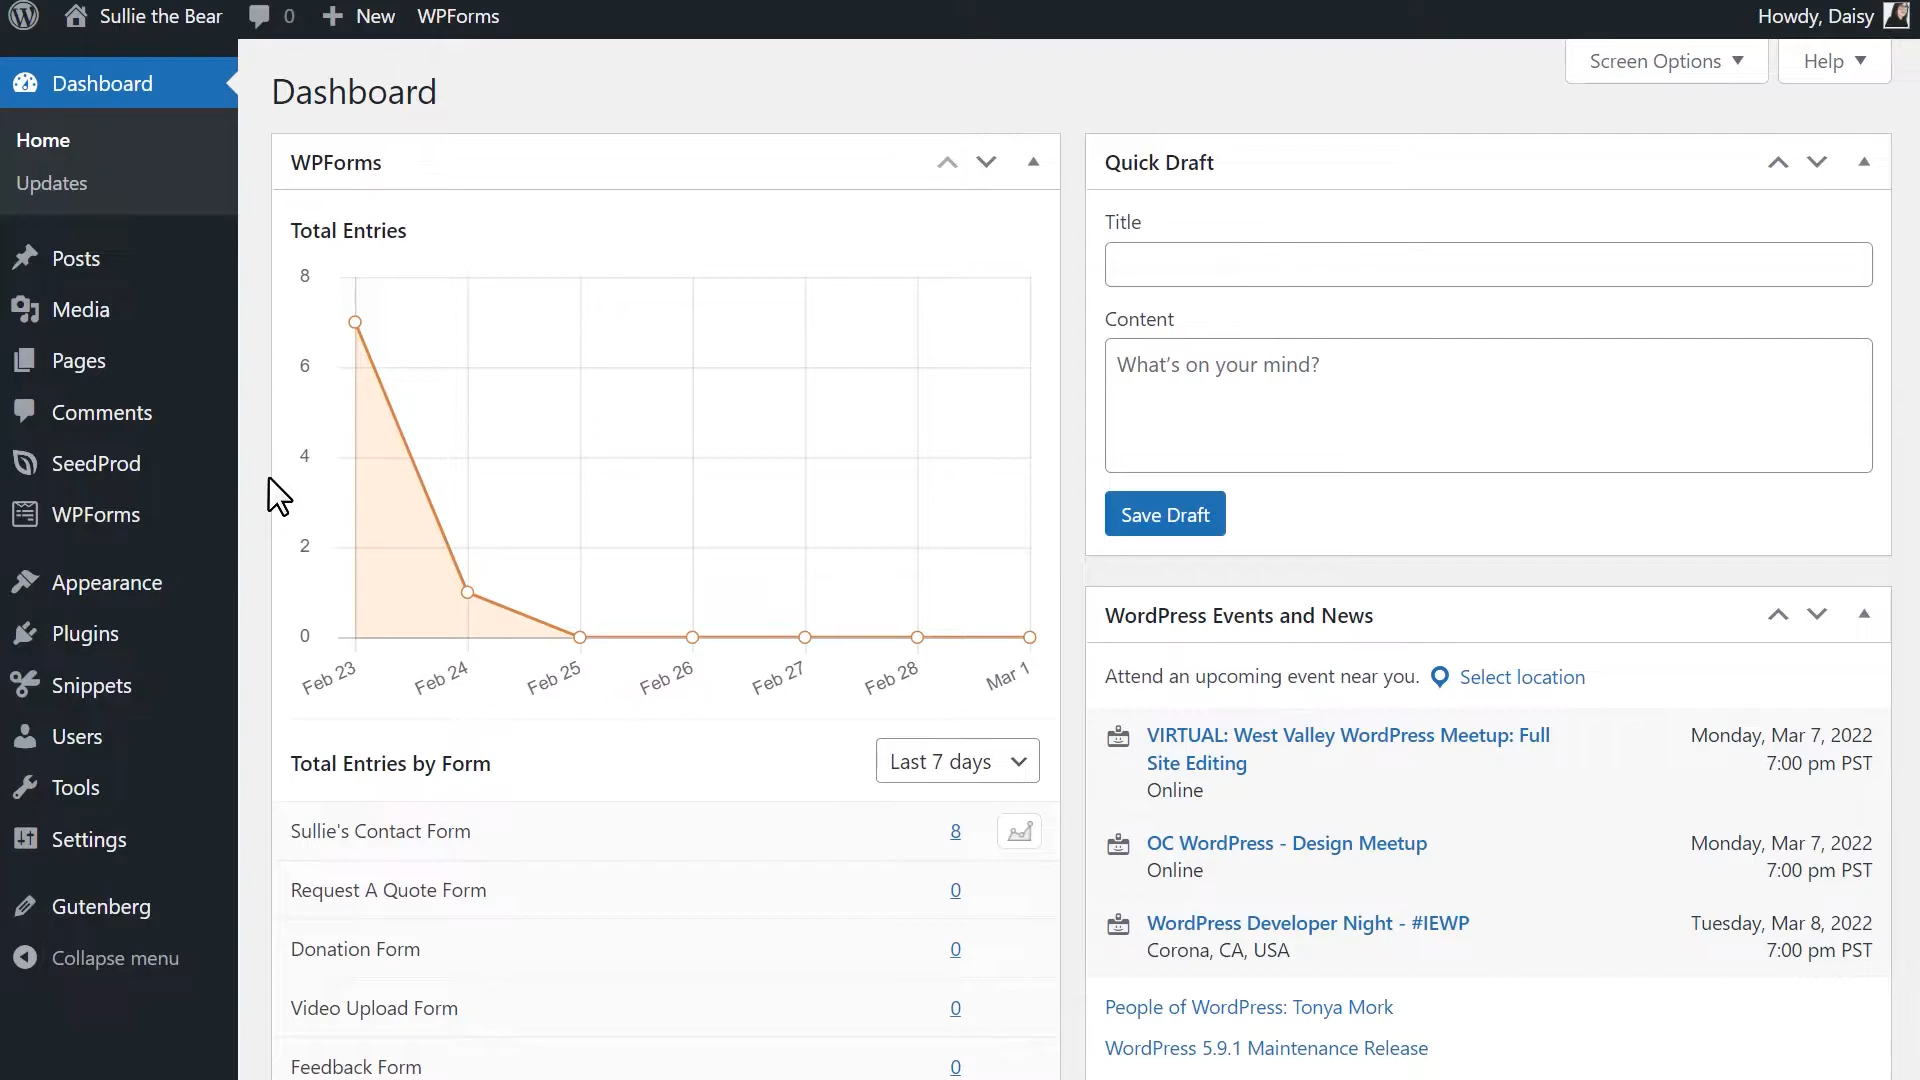 Sullie the Bear
0
New
WPForms
Howdy, Daisy
Dashboard
Home
Updates
Posts
Media
Pages
Comments
SeedProd
WPForms
Appearance
Plugins
Snippets
Users
Tools
Settings
Gutenberg
Collapse menu
Screen Options
Help
Dashboard
WPForms
Total Entries
8
6
4
2
0
Feb 23
Feb 24
Feb 25
Feb 26
Feb 27
Feb 28
Mar 1
Total Entries by Form
Last 7 days
Sullie's Contact Form 8
Request A Quote Form 0
Donation Form 0
Video Upload Form 0
Feedback Form 0
Quick Draft
Title
Content
What's on your mind?
Save Draft
WordPress Events and News
Attend an upcoming event near you. Select location
VIRTUAL: West Valley WordPress Meetup: Full
Site Editing
Online
Monday, Mar 7, 2022
7:00 pm PST
OC WordPress - Design Meetup
Online
Monday, Mar 7, 2022
7:00 pm PST
WordPress Developer Night - #IEWP
Corona, CA, USA
Tuesday, Mar 8, 2022
7:00 pm PST
People of WordPress: Tonya Mork
WordPress 5.9.1 Maintenance Release